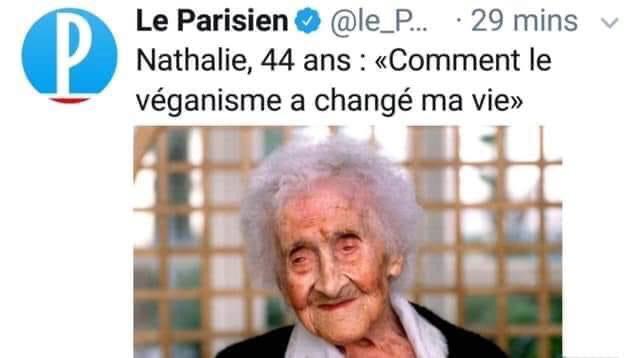 Le Parisien @le_P... · 29 mins
Nathalie, 44 ans : «Comment le
véganisme a changé ma vie»